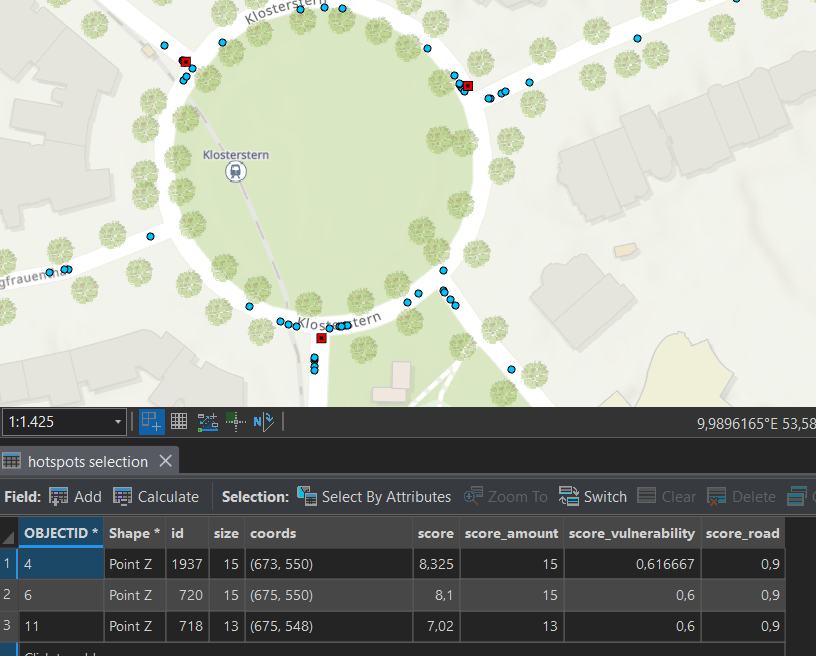 Klosterstern
Klosterstern
Klosterstern
1:1.425
9,9896165°E 53,58
hotspots selection
Field: Add Calculate Selection: Select By Attributes Zoom To Switch Clear Delete
OBJECTID * Shape * id size coords score score_amount score_vulnerability score_road
1 4 Point Z 1937 15 (673, 550) 8,325 15 0,616667 0,9
2 6 Point Z 720 15 (675, 550) 8,1 15 0,6 0,9
3 11 Point Z 718 13 (675, 548) 7,02 13 0,6 0,9